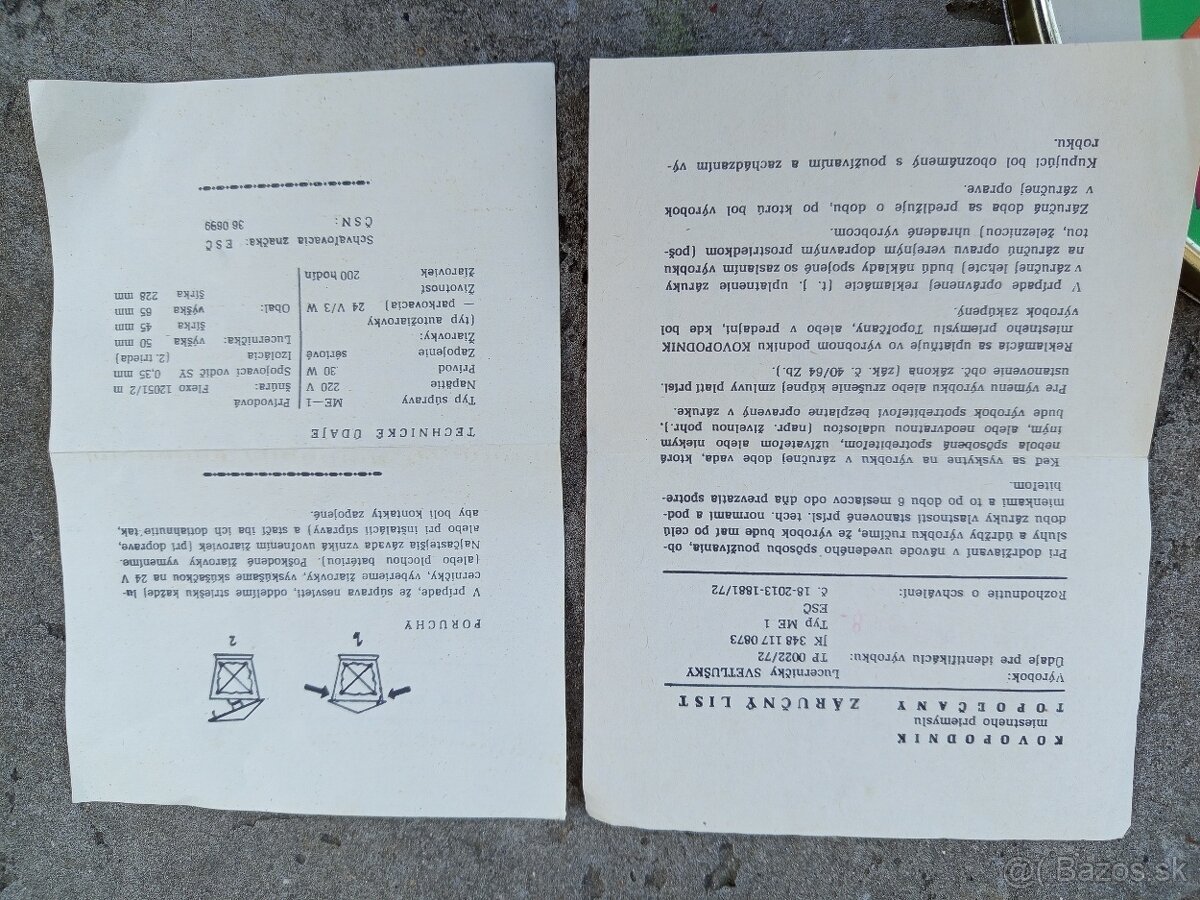 KOVOPODNIK
miestneho priemyslu
TOPOĽČANY
ZÁRUČNÝ LIST
Výrobok: Lucerničky SVETLUŠKY
Údaje pre identifikáciu výrobku: TP 0022/72
JK 348 117 0873
Typ ME 1
ESČ
Rozhodnutie o schválení: č. 18-2013-1881/72
Pri dodržiavaní v návode uvedeného spôsobu používania, ob-
sluhy a údržby výrobku ručíme, že výrobok bude mať po celú
dobu záruky vlastnosti stanovené prísl. tech. normami a pod-
mienkami a to po dobu 6 mesiacov odo dňa prevzatia spotre-
biteľom.
Keď sa vyskytne na výrobku v záručnej dobe vada, ktorá
nebola spôsobená spotrebiteľom, užívateľom alebo niekym
iným, alebo neodvratnou udalosťou (napr. živelnou pohr.),
bude výrobok spotrebiteľovi bezplatne opravený v záruke.
Pre výmenu výrobku alebo zrušenie kúpnej zmluvy platí prísl.
ustanovenie obč. zákona (zák. č. 40/64 Zb.).
Reklamácia sa uplatňuje vo výrobnom podniku KOVOPODNIK
miestneho priemyslu Topoľčany, alebo v predajni, kde bol
výrobok zakúpený.
V prípade oprávnenej reklamácie (t. j. uplatnenie záruky
v záručnej lehote) budú náklady spojené so zaslaním výrobku
na záručnú opravu verejným dopravným prostriedkom (poš-
tou, železnicou) uhradené výrobcom.
Záručná doba sa predlžuje o dobu, po ktorú bol výrobok
v záručnej oprave.
Kupujúci bol oboznámený s používaním a zachádzaním vý-
robku.
1
2
PORUCHY
V prípade, že súprava nesvieti, oddelíme striešku každej lu-
cerničky, vyberieme žiarovky, vyskúšame skúšačkou na 24 V
(alebo plochou batériou). Poškodené žiarovky vymeníme.
Najčastejšia závada vzniká uvoľnením žiaroviek (pri doprave,
alebo pri inštalácii súpravy) a stačí iba ich dotiahnutie tak,
aby boli kontakty zapojené.
TECHNICKÉ ÚDAJE
Typ súpravy ME—1
Napätie 220 V
Prívod 30 W
Zapojenie sériové
Žiarovky:
(typ autožiarovky
— parkovacia) 24 V/3 W
Životnosť
žiaroviek 200 hodín
Prívodová
šnúra: Flexo 12051/2 m
Spojovací vodič SY 0,35 mm
Izolácia (2. trieda)
Lucernička: výška 50 mm
šírka 45 mm
Obal: výška 65 mm
šírka 228 mm
Schvaľovacia značka: ESČ
ČSN: 36 0699
@( Bazos.sk